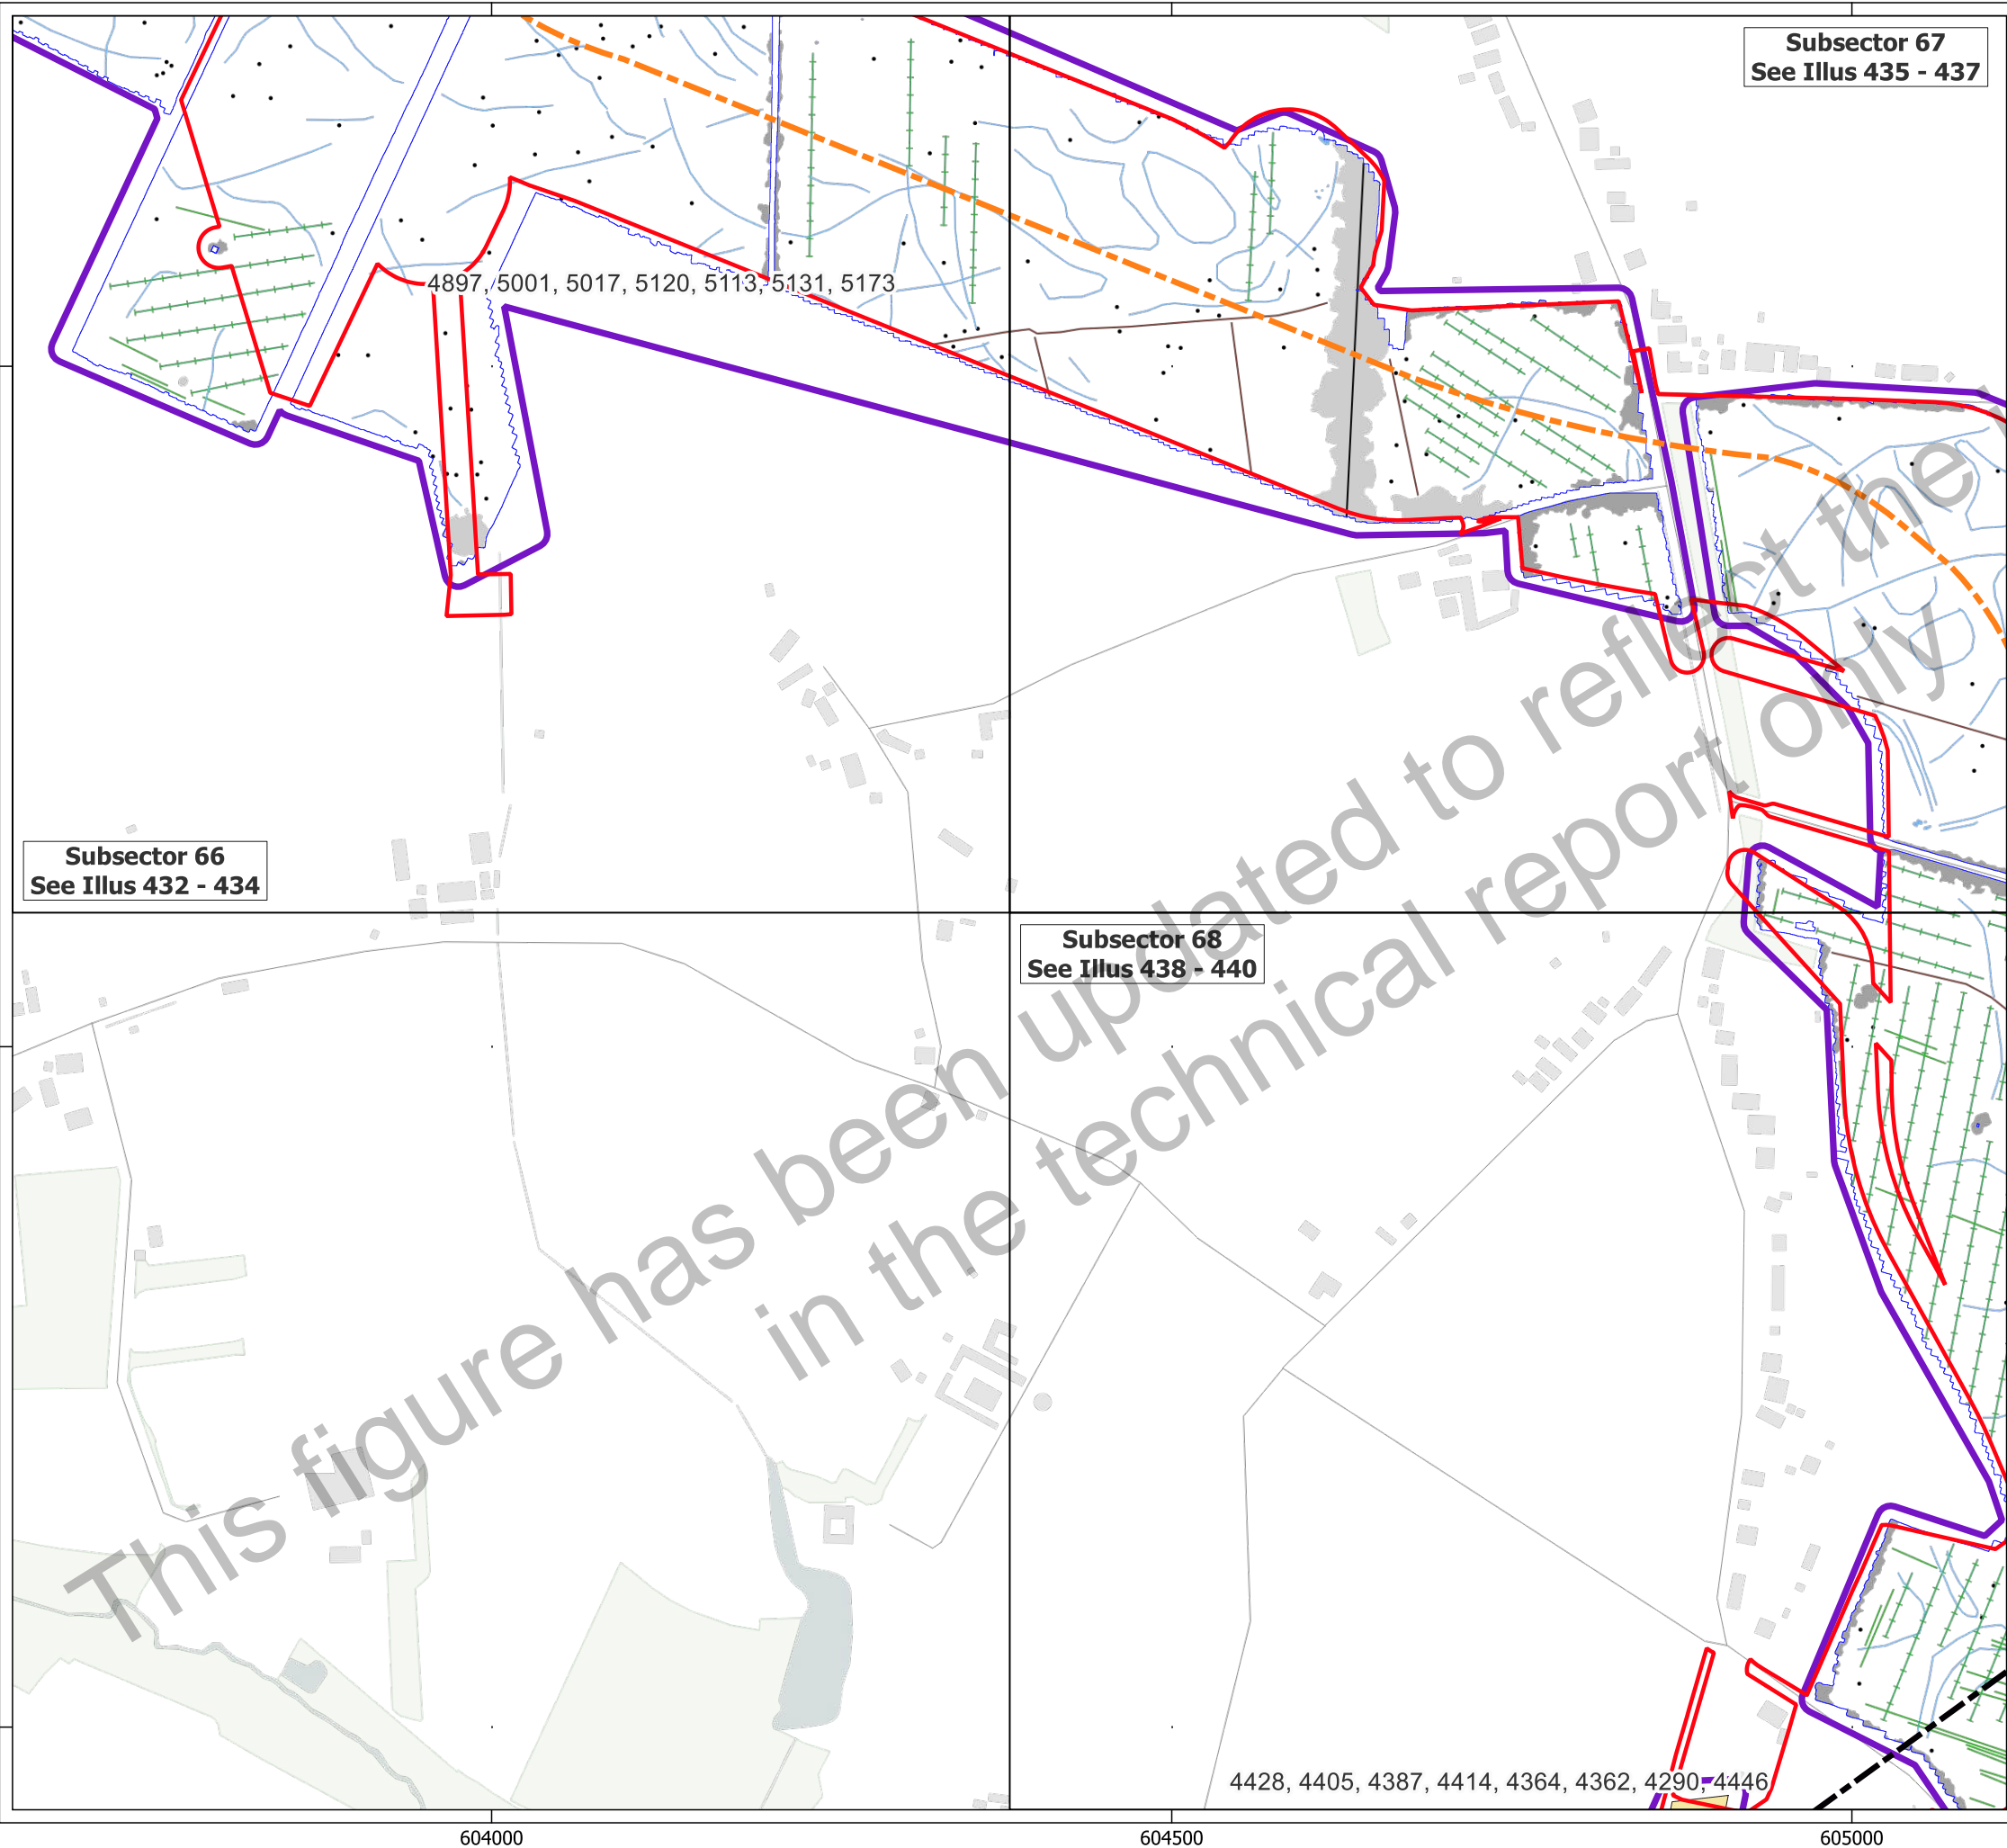 Subsector 67
See Illus 435 - 437
4897, 5001, 5017, 5120, 5113, 5131, 5173
Subsector 66
See Illus 432 - 434
Subsector 68
See Illus 438 - 440
This figure has been updated to reflect the
in the technical report only
4428, 4405, 4387, 4414, 4364, 4362, 4290, 4446
604000
604500
605000